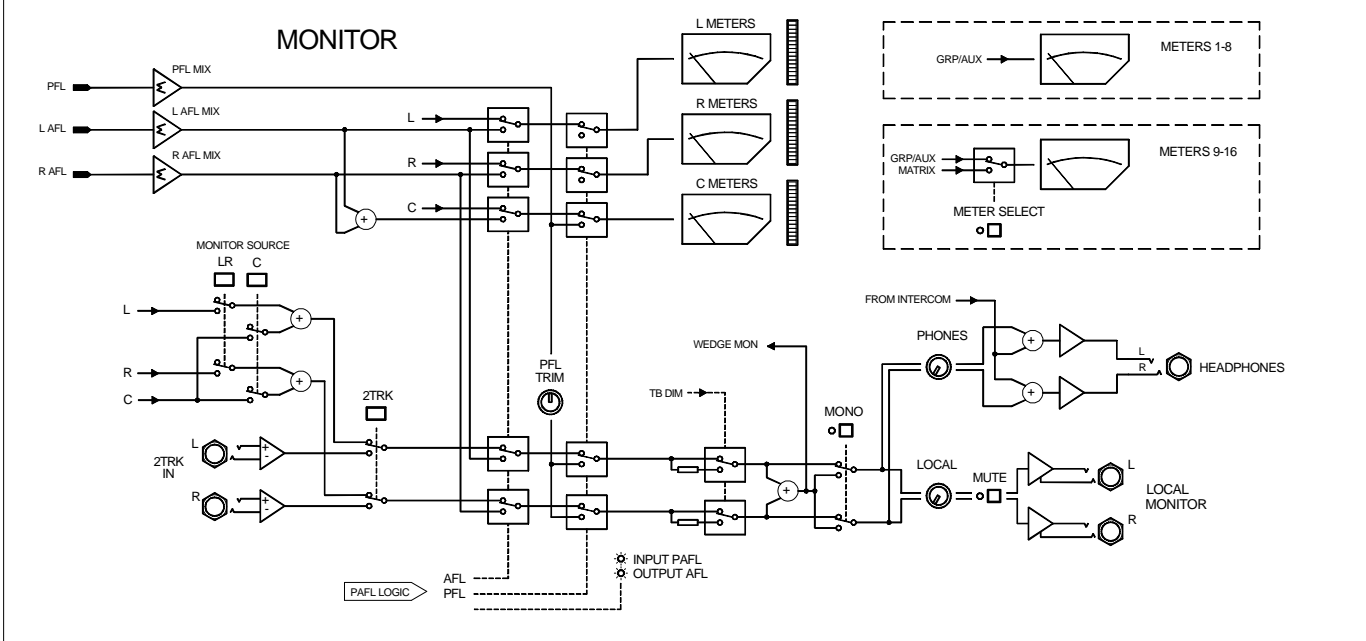 MONITOR
L METERS
METERS 1-8
GRP/AUX
PFL
PFL MIX
L AFL
L AFL MIX
R AFL
R AFL MIX
Σ
Σ
Σ
L
R
C
+
R METERS
C METERS
METERS 9-16
GRP/AUX
MATRIX
METER SELECT
MONITOR SOURCE
LR
C
L
R
C
+
+
2TRK
2TRK
IN
L
R
+
-
+
-
PFL
TRIM
FROM INTERCOM
WEDGE MON
TB DIM
+
MONO
PHONES
+
+
L
R
HEADPHONES
LOCAL
MUTE
L
R
LOCAL
MONITOR
INPUT PAFL
OUTPUT AFL
PAFL LOGIC
AFL
PFL